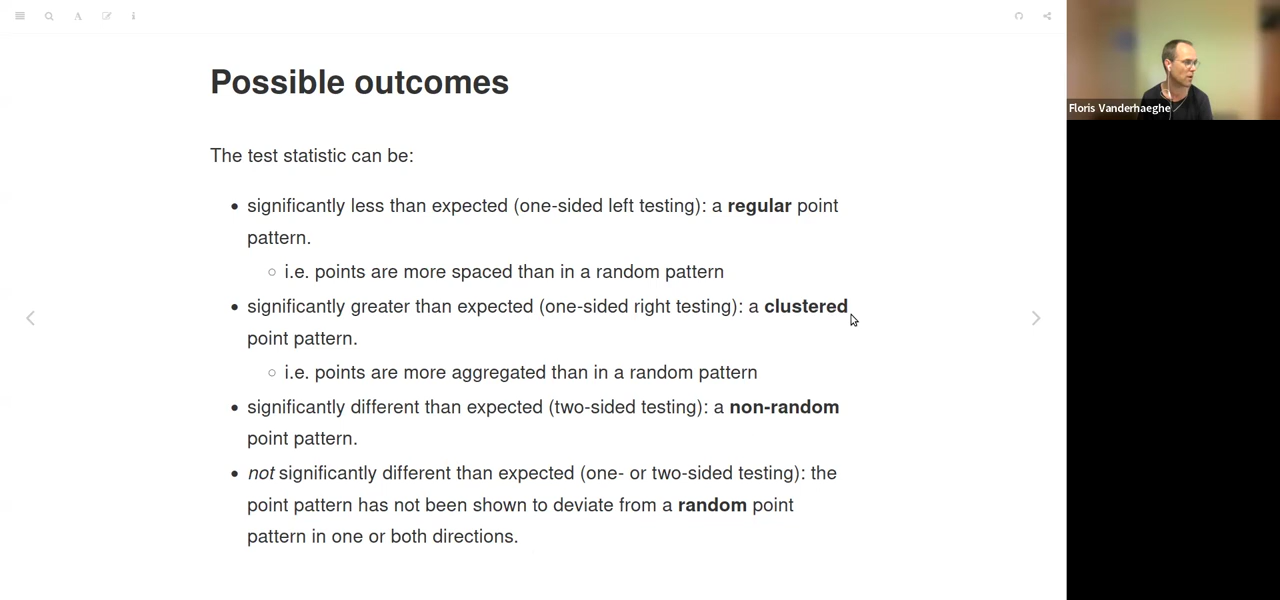 Possible outcomes
The test statistic can be:
significantly less than expected (one-sided left testing): a regular point
pattern.
i.e. points are more spaced than in a random pattern
significantly greater than expected (one-sided right testing): a clustered
point pattern.
i.e. points are more aggregated than in a random pattern
significantly different than expected (two-sided testing): a non-random
point pattern.
not significantly different than expected (one- or two-sided testing): the
point pattern has not been shown to deviate from a random point
pattern in one or both directions.
Floris Vanderhaeghe